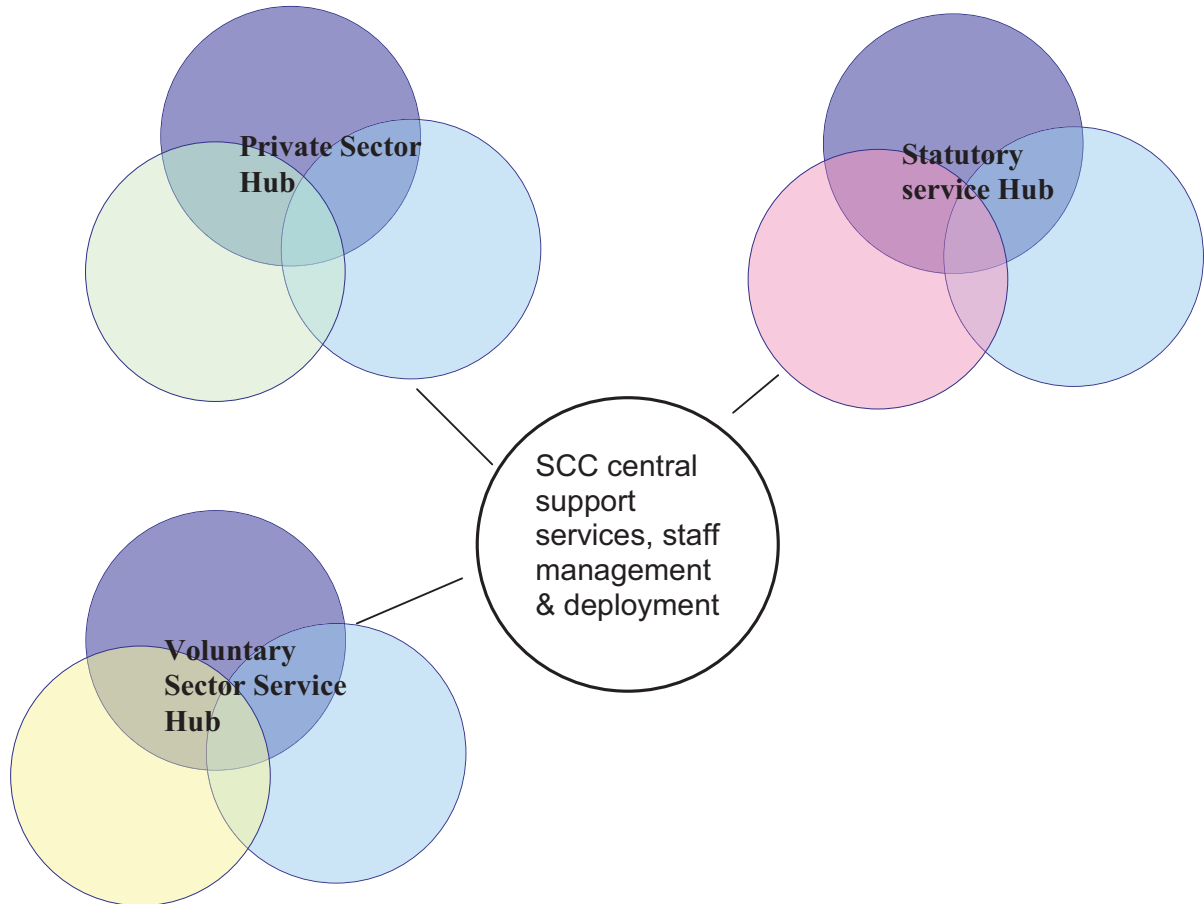 Private Sector
Hub
Statutory
service Hub
SCC central
support
services, staff
management
& deployment
Voluntary
Sector Service
Hub